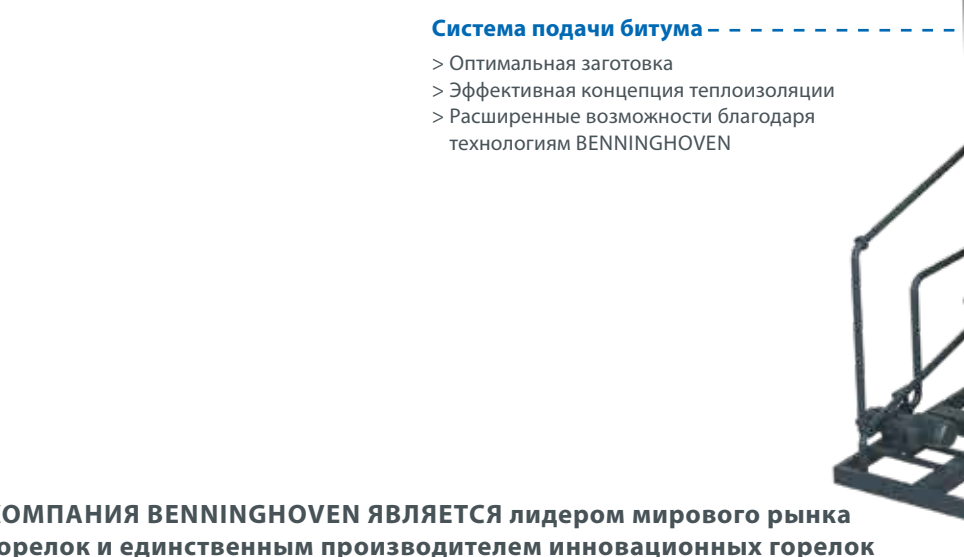 Система подачи битума
> Оптимальная заготовка
> Эффективная концепция теплоизоляции
> Расширенные возможности благодаря
технологиям BENNINGHOVEN
КОМПАНИЯ BENNINGHOVEN ЯВЛЯЕТСЯ лидером мирового рынка
горелок и единственным производителем инновационных горелок